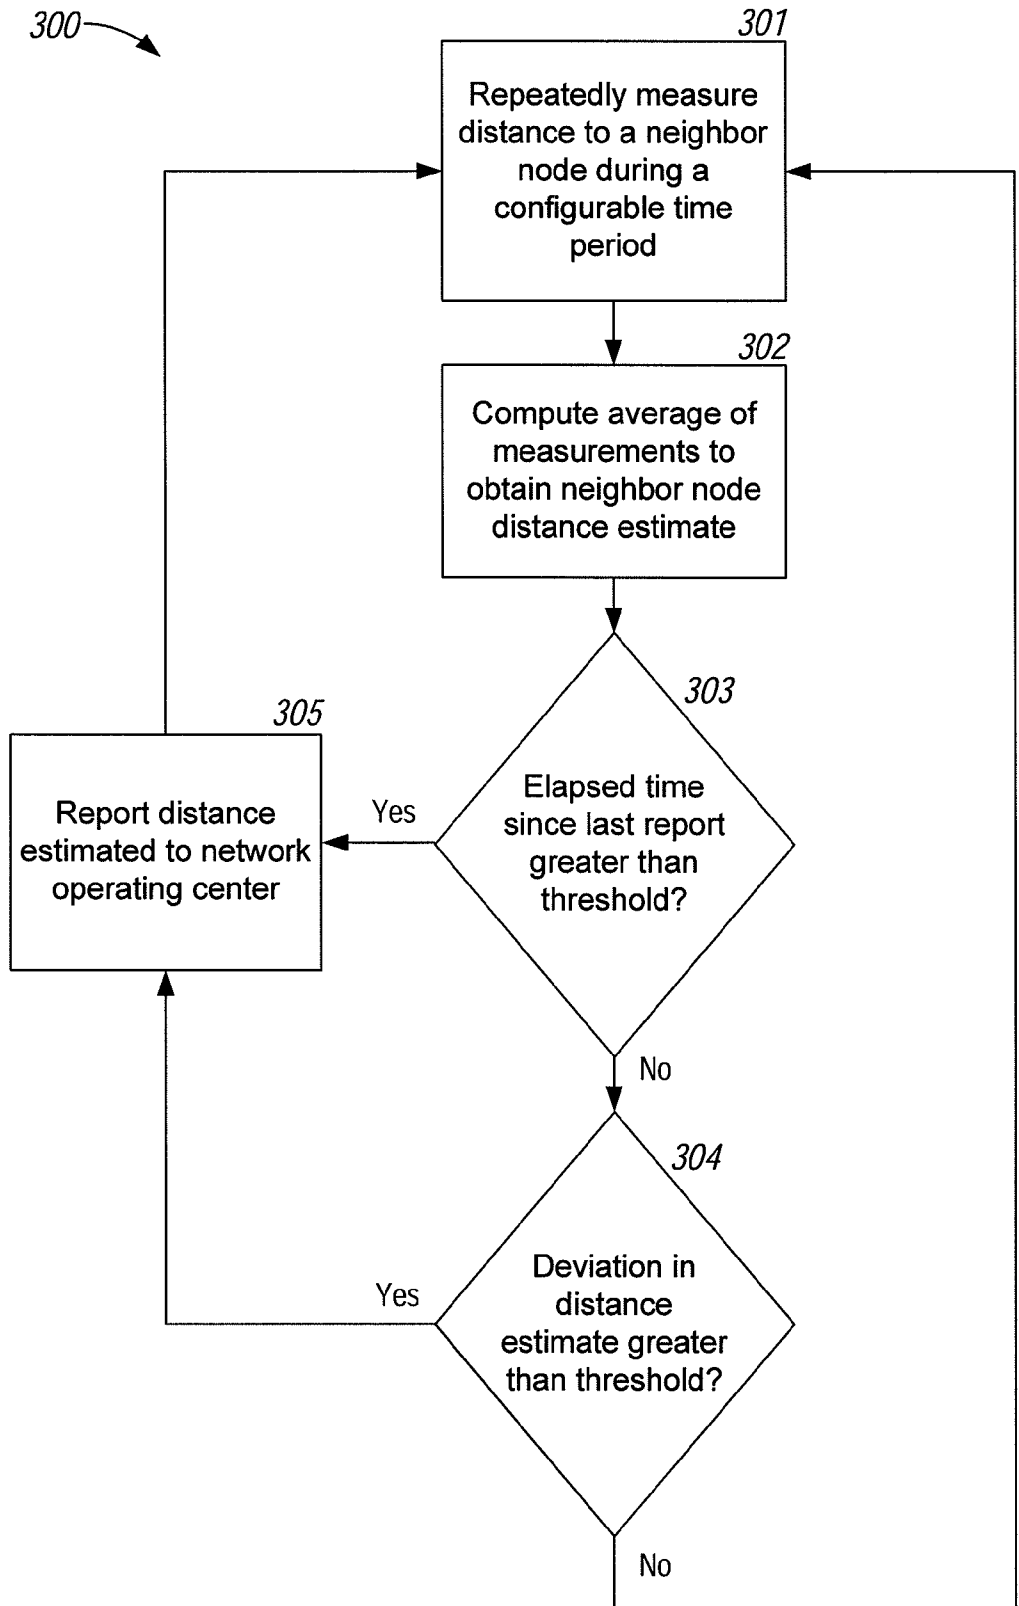 300
301
Repeatedly measure
distance to a neighbor
node during a
configurable time
period
302
Compute average of
measurements to
obtain neighbor node
distance estimate
303
Elapsed time
since last report
greater than
threshold?
Yes
305
Report distance
estimated to network
operating center
No
304
Deviation in
distance
estimate greater
than threshold?
Yes
No